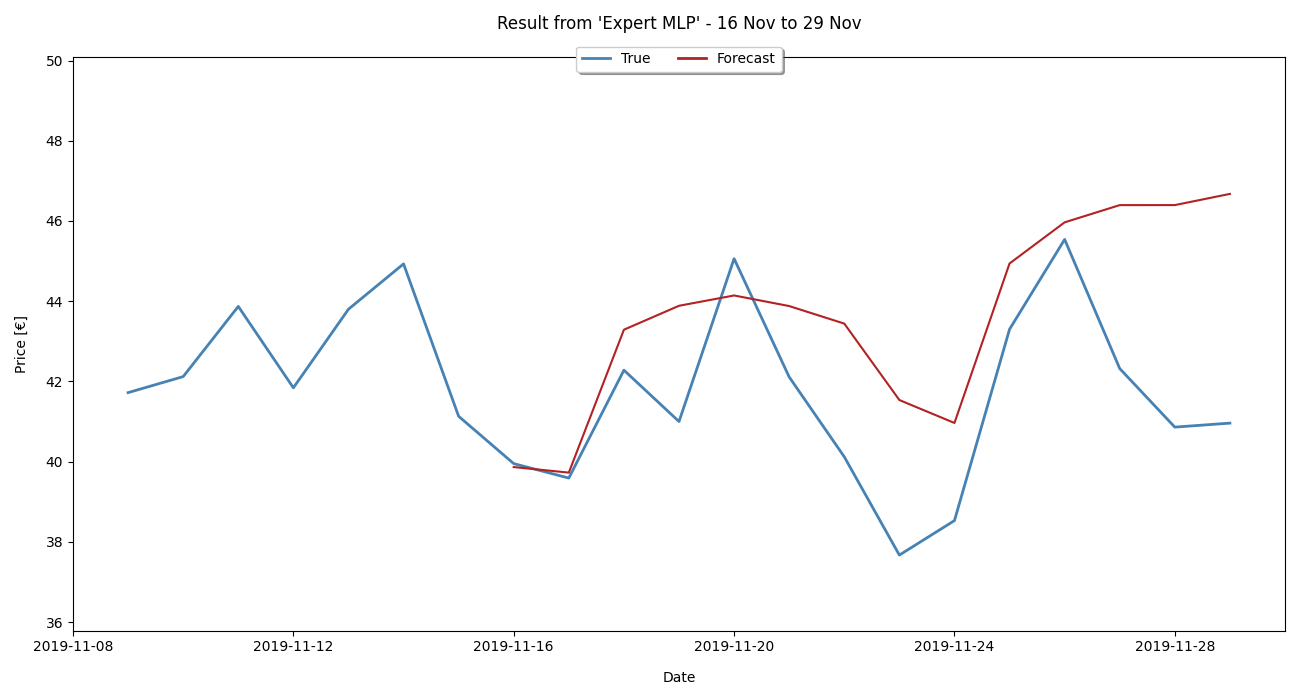 Result from 'Expert MLP' - 16 Nov to 29 Nov
True Forecast
50
48
46
44
42
40
38
36
Price [€]
2019-11-08 2019-11-12 2019-11-16 2019-11-20 2019-11-24 2019-11-28
Date